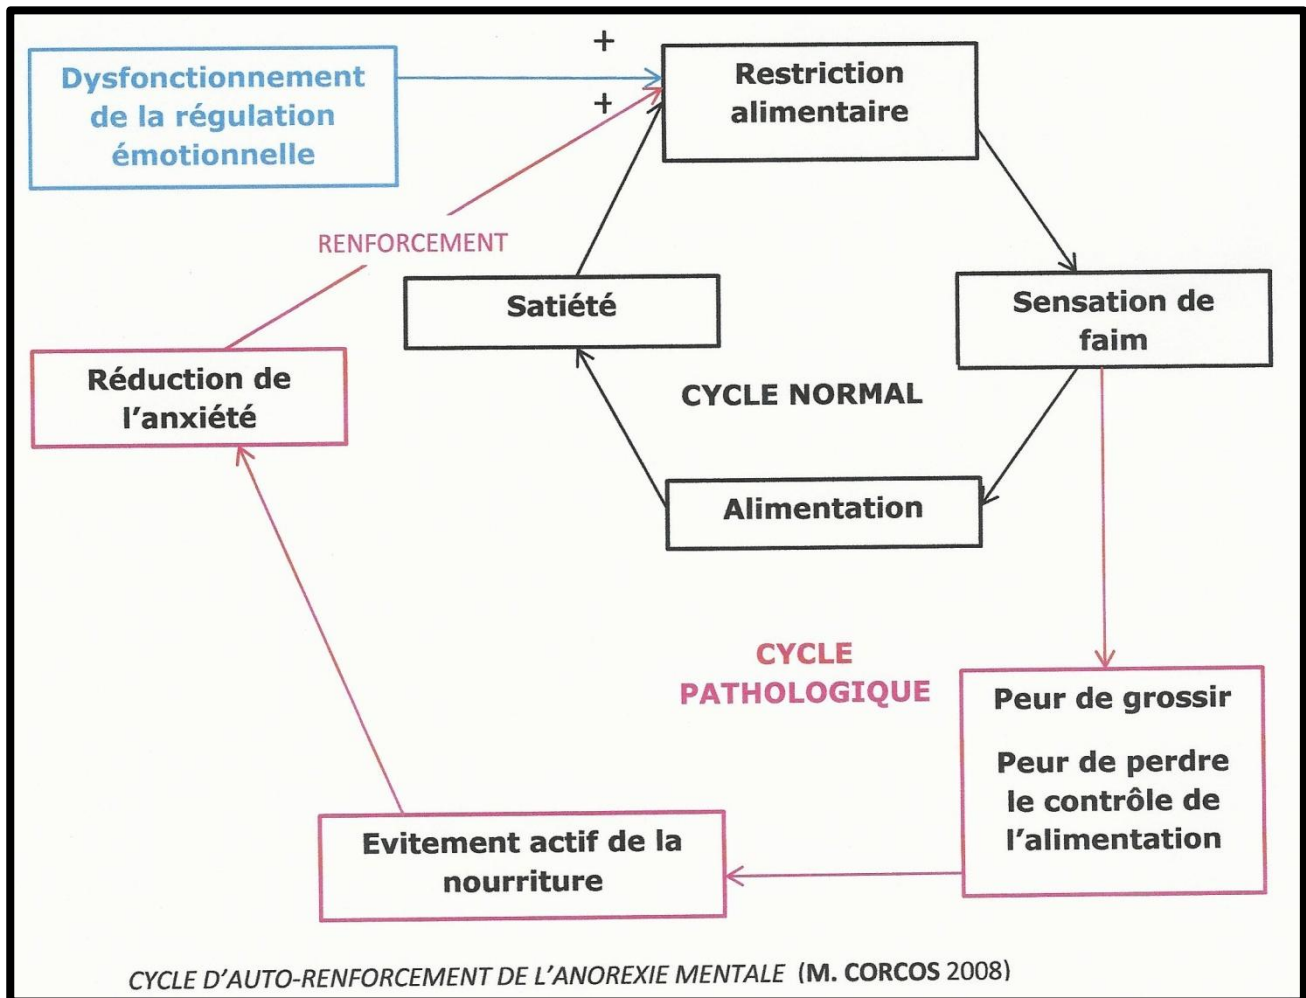 +
Dysfonctionnement
de la régulation
émotionnelle
Restriction
alimentaire
+
RENFORCEMENT
Satiété
Sensation de
faim
Réduction de
l'anxiété
CYCLE NORMAL
Alimentation
CYCLE
PATHOLOGIQUE
Peur de grossir
Peur de perdre
le contrôle de
l'alimentation
Evitement actif de la
nourriture
CYCLE D'AUTO-RENFORCEMENT DE L'ANOREXIE MENTALE (M. CORCOS 2008)